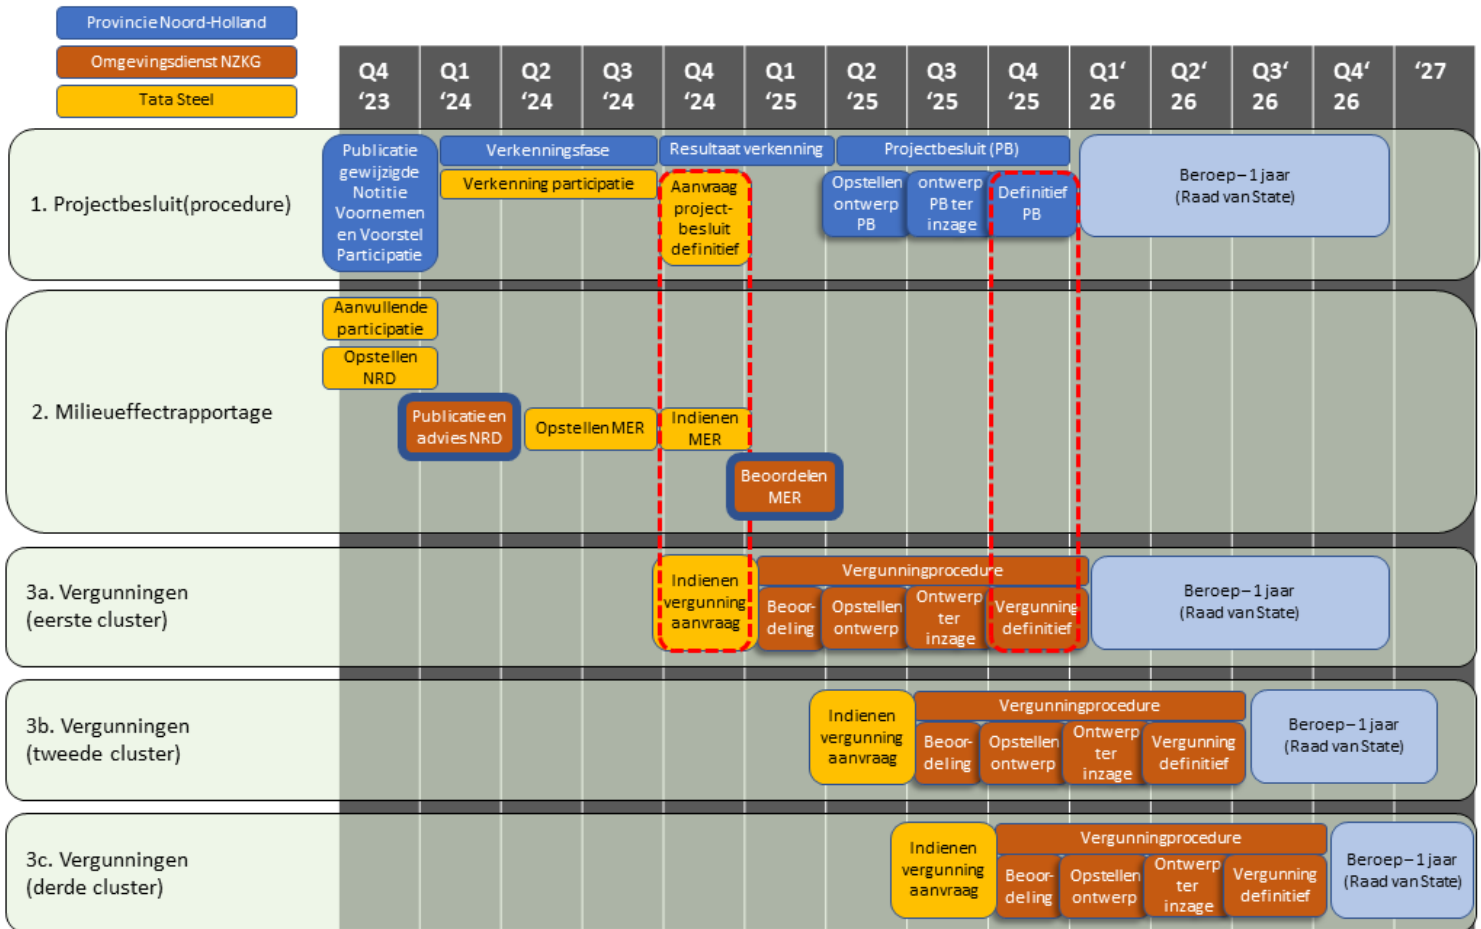 Provincie Noord-Holland
Omgevingsdienst NZKG
Tata Steel
Q4 '23
Q1 '24
Q2 '24
Q3 '24
Q4 '24
Q1 '25
Q2 '25
Q3 '25
Q4 '25
Q1' 26
Q2' 26
Q3' 26
Q4' 26
'27
1. Projectbesluit(procedure)
Publicatie
gewijzigde
Notitie
Voornemen
en Voorstel
Participatie
Verkenningsfase
Resultaat verkenning
Projectbesluit (PB)
Verkenning participatie
Aanvraag
project-
besluit
definitief
Opstellen
ontwerp
PB
ontwerp
PB ter
inzage
Definitief
PB
Beroep – 1 jaar
(Raad van State)
2. Milieueffectrapportage
Aanvullende
participatie
Opstellen
NRD
Publicatie en
advies NRD
Opstellen MER
Indienen
MER
Beoordelen
MER
3a. Vergunningen
(eerste cluster)
Indienen
vergunning
aanvraag
Vergunningprocedure
Beoor-
deling
Opstellen
ontwerp
Ontwerp
ter
inzage
Vergunning
definitief
Beroep – 1 jaar
(Raad van State)
3b. Vergunningen
(tweede cluster)
Indienen
vergunning
aanvraag
Vergunningprocedure
Beoor-
deling
Opstellen
ontwerp
Ontwerp
ter
inzage
Vergunning
definitief
Beroep – 1 jaar
(Raad van State)
3c. Vergunningen
(derde cluster)
Indienen
vergunning
aanvraag
Vergunningprocedure
Beoor-
deling
Opstellen
ontwerp
Ontwerp
ter
inzage
Vergunning
definitief
Beroep – 1 jaar
(Raad van State)